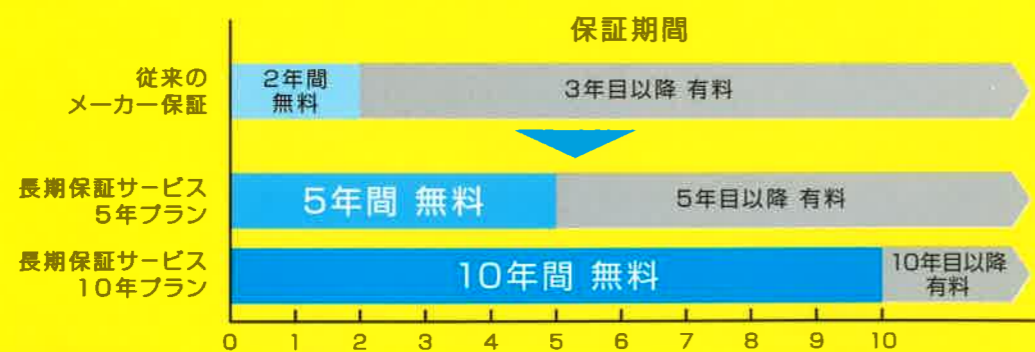 保証期間
従来の
メーカー保証
2年間
無料
3年目以降 有料
長期保証サービス
5年プラン
5年間 無料
5年目以降 有料
長期保証サービス
10年プラン
10年間 無料
10年目以降
有料
0 1 2 3 4 5 6 7 8 9 10